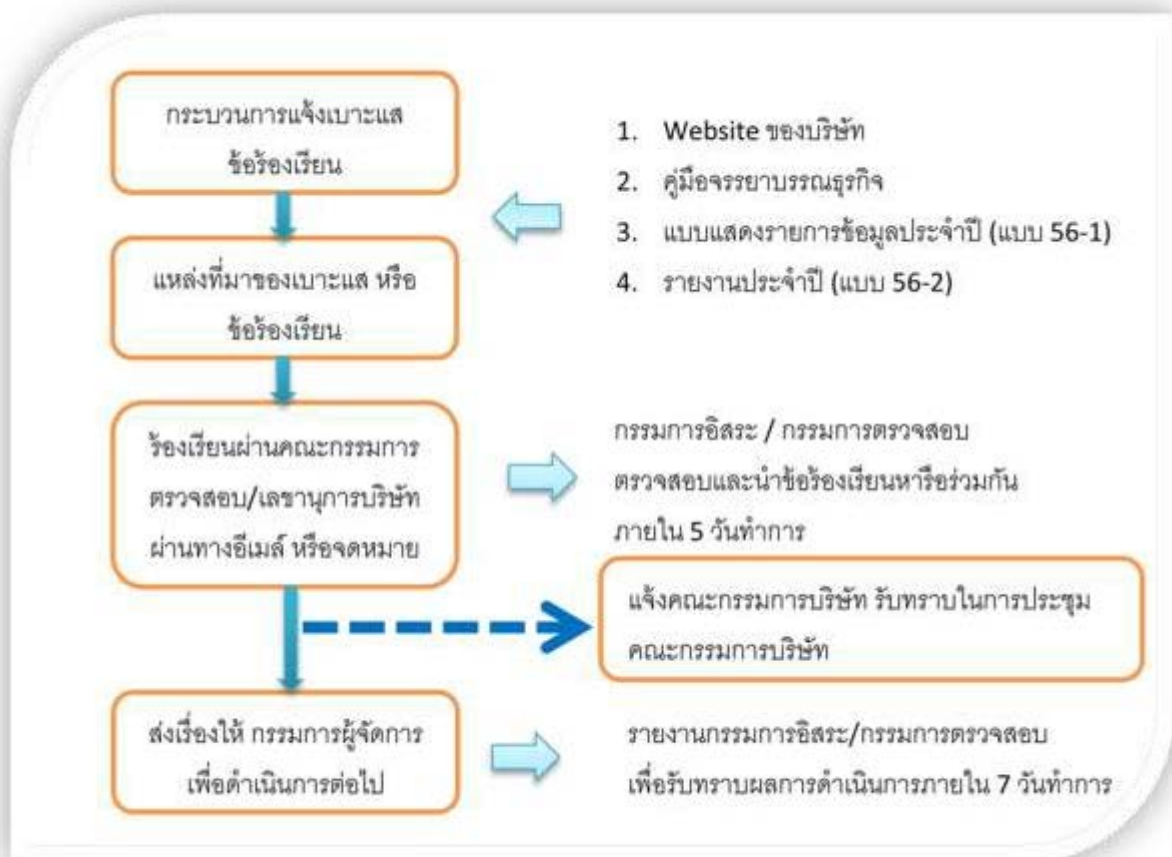 กระบวนการแจ้งเบาะแส
ข้อร้องเรียน
1. Website ของบริษัท
2. คู่มือจรรยาบรรณธุรกิจ
3. แบบแสดงรายการข้อมูลประจำปี (แบบ 56-1)
4. รายงานประจำปี (แบบ 56-2)
แหล่งที่มาของเบาะแส หรือ
ข้อร้องเรียน
ร้องเรียนผ่านคณะกรรมการ
ตรวจสอบ/เลขานุการบริษัท
ผ่านทางอีเมล์ หรือจดหมาย
กรรมการอิสระ / กรรมการตรวจสอบ
ตรวจสอบและนำข้อร้องเรียนหารือร่วมกัน
ภายใน 5 วันทำการ
แจ้งคณะกรรมการบริษัท รับทราบในการประชุม
คณะกรรมการบริษัท
ส่งเรื่องให้ กรรมการผู้จัดการ
เพื่อดำเนินการต่อไป
รายงานกรรมการอิสระ/กรรมการตรวจสอบ
เพื่อรับทราบผลการดำเนินการภายใน 7 วันทำการ